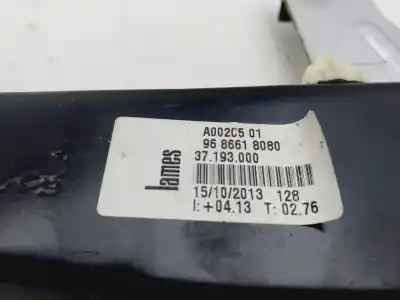 A002C5 01
96 8661 8080
37.193.000
lames
15/10/2013 128
I:+04.13 T: 02.76